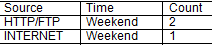 Source Time Count
HTTP/FTP Weekend 2
INTERNET Weekend 1